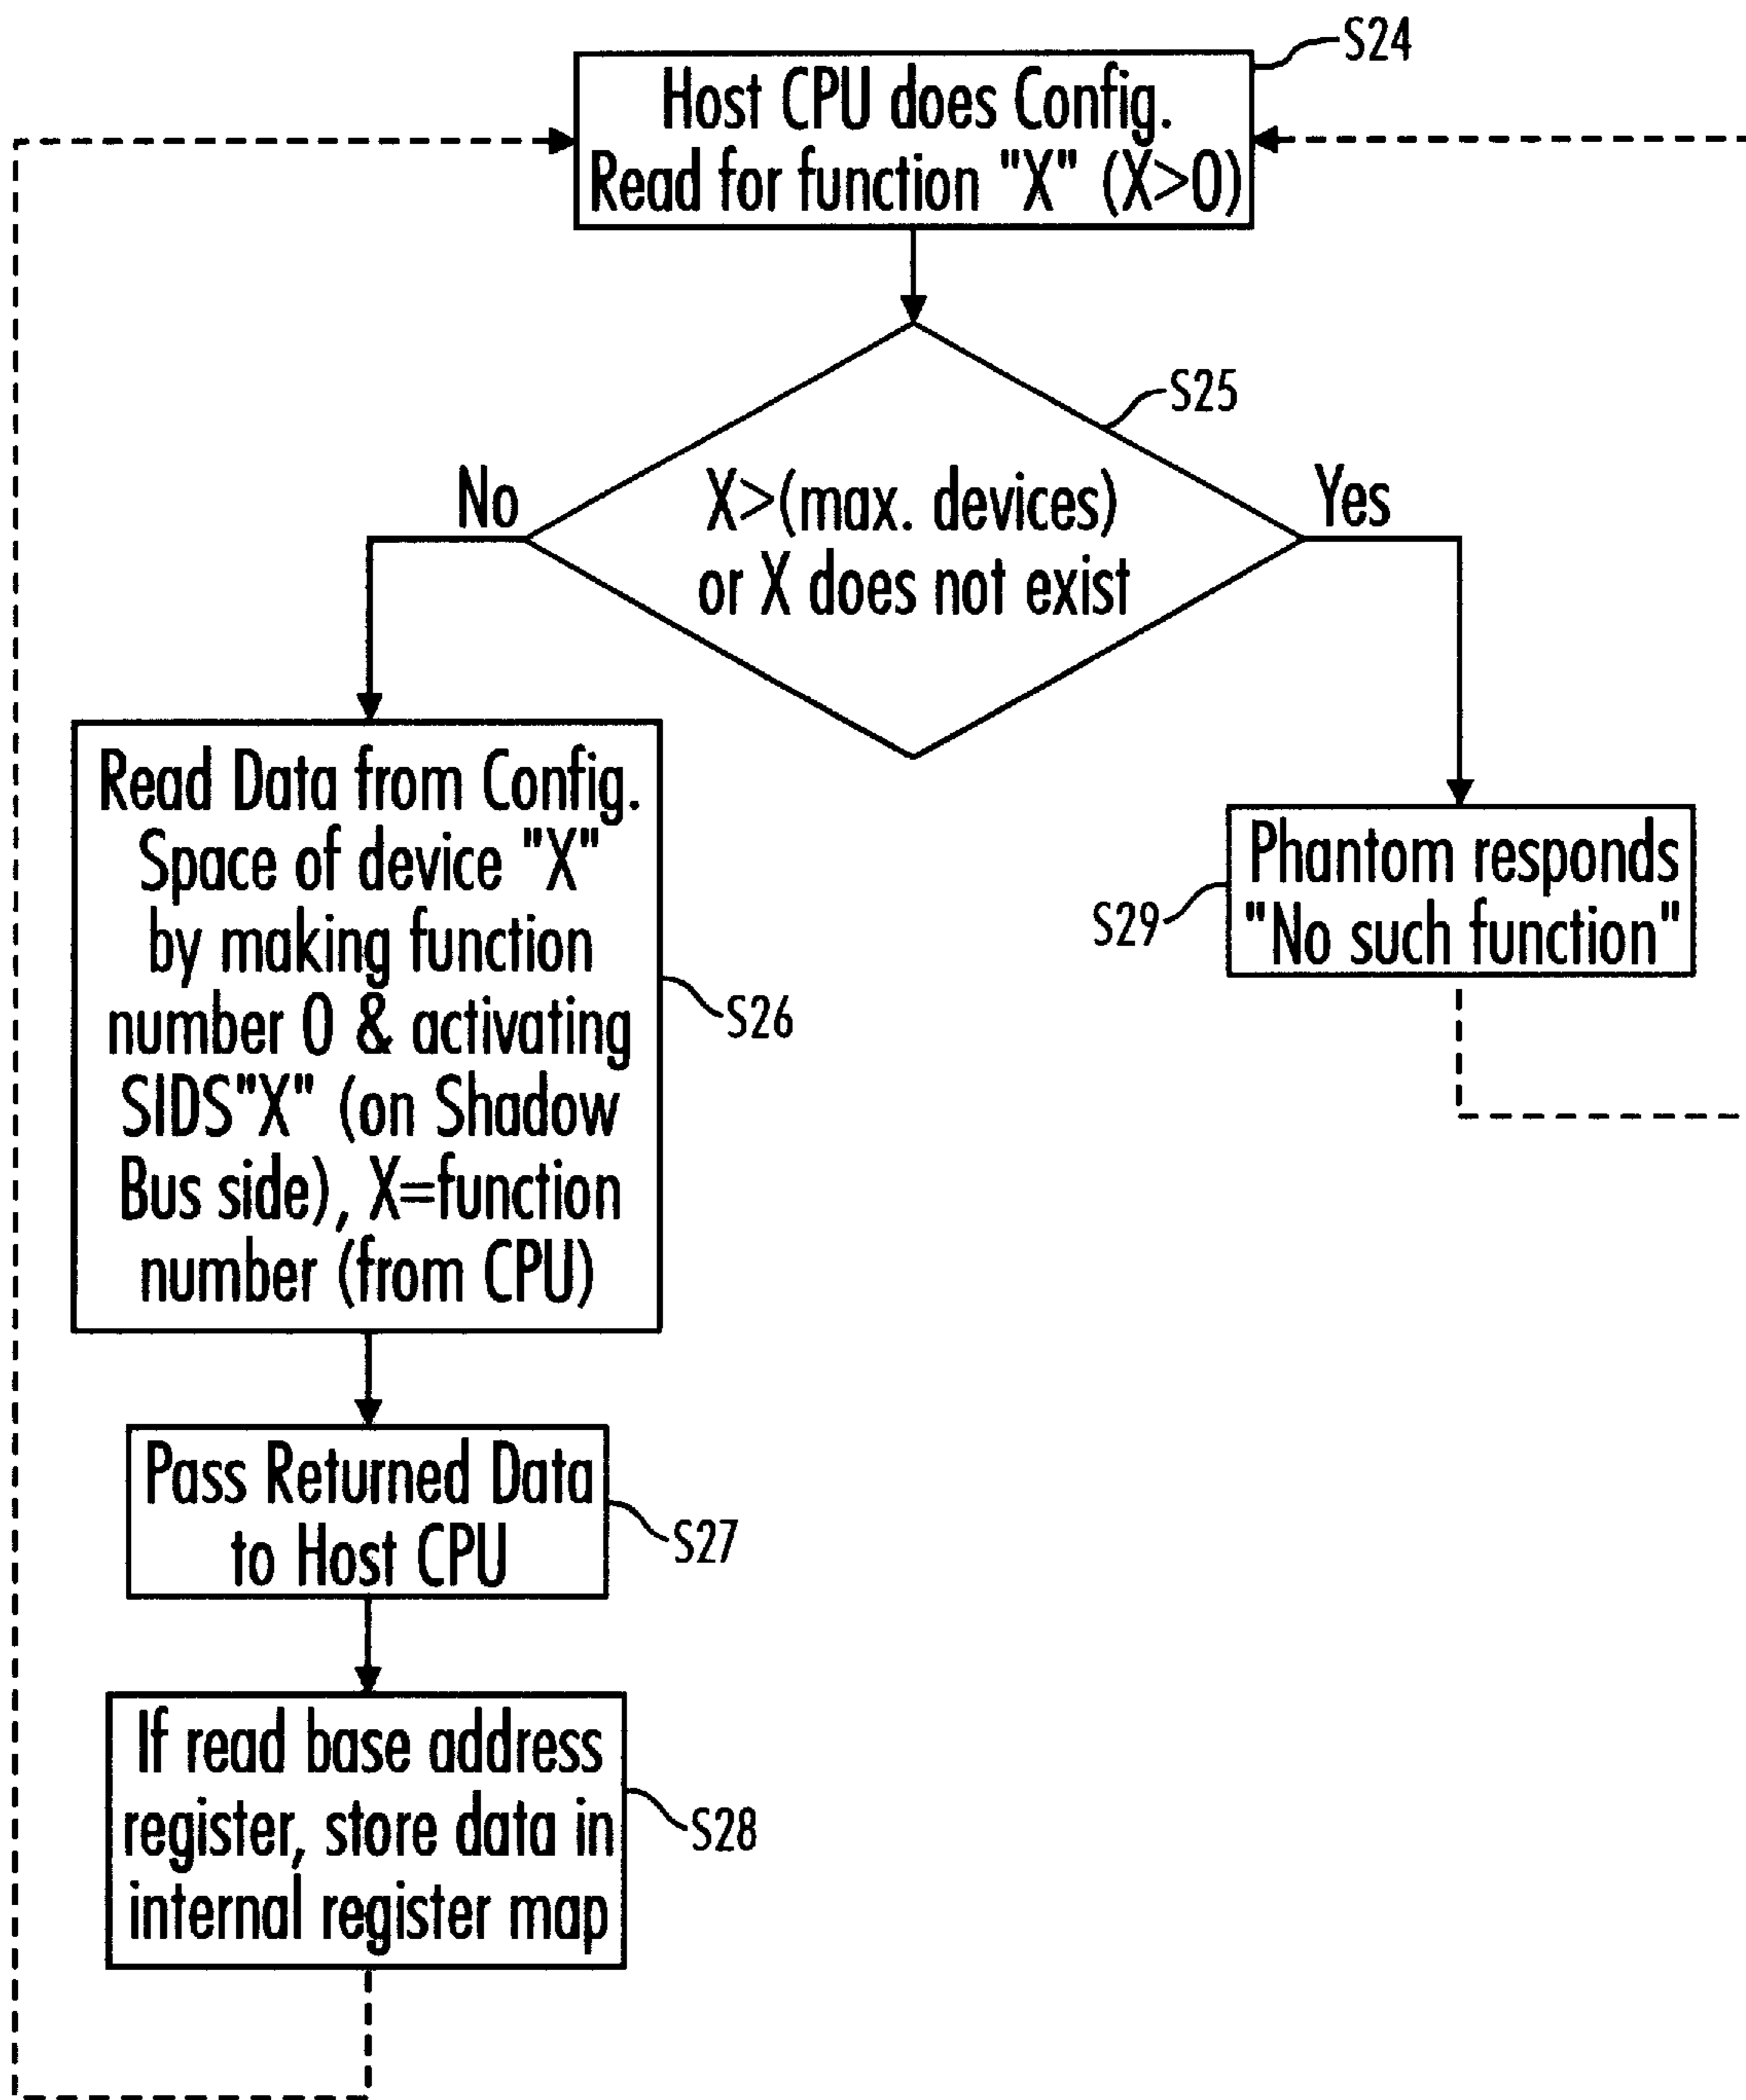 S24
Host CPU does Config.
Read for function "X" (X>0)
S25
No
X>(max. devices)
or X does not exist
Yes
Read Data from Config.
Space of device "X"
by making function
number 0 & activating
SIDS"X" (on Shadow
Bus side), X=function
number (from CPU)
S26
Phantom responds
"No such function"
S29
Pass Returned Data
to Host CPU
S27
If read base address
register, store data in
internal register map
S28